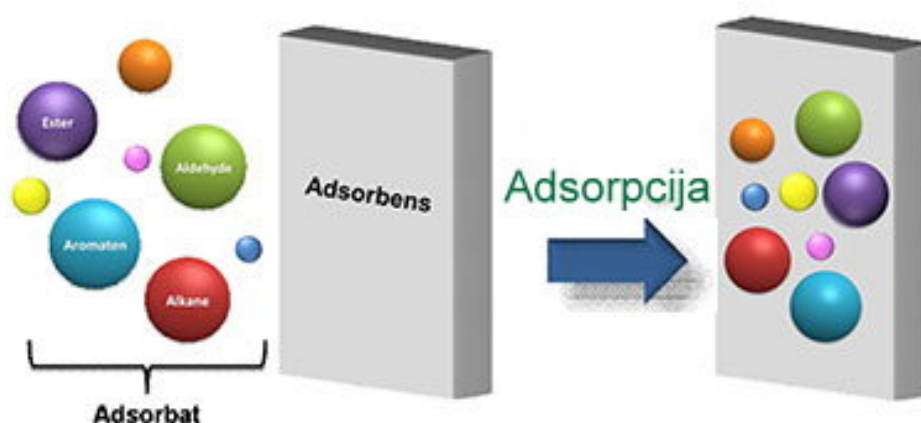 Ester
Aldehyde
Aromaten
Alkane
Adsorbat
Adsorbens
Adsorpcija